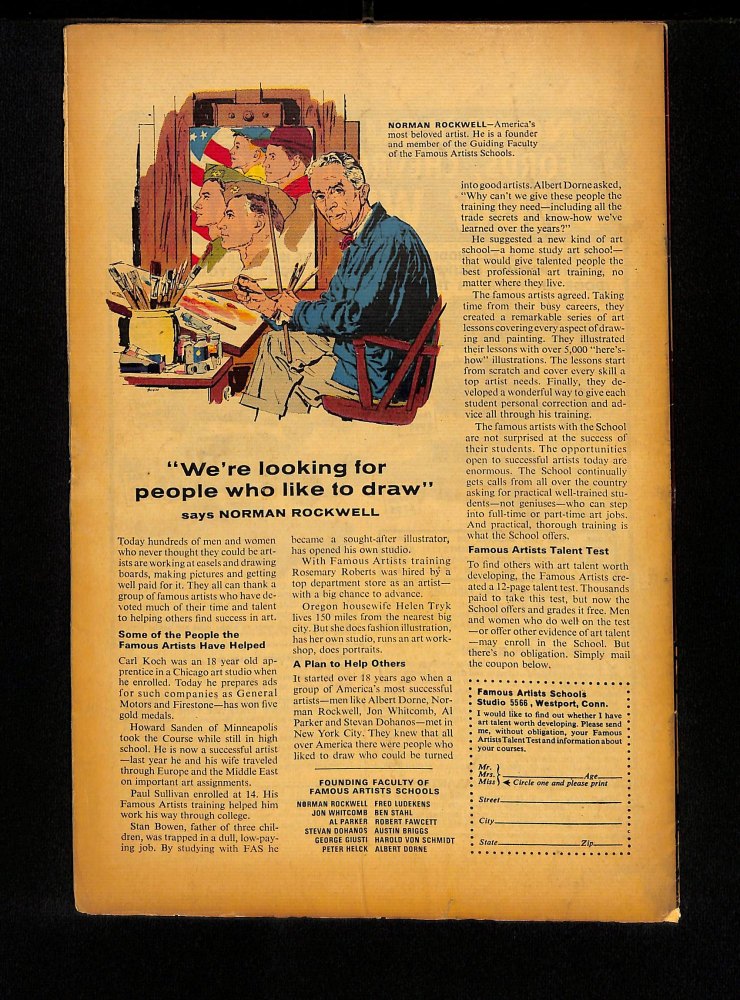 NORMAN ROCKWELL—America's
most beloved artist. He is a founder
and member of the Guiding Faculty
of the Famous Artists Schools.
"We're looking for
people who like to draw"
says NORMAN ROCKWELL
Today hundreds of men and women
who never thought they could be art-
ists are working at easels and drawing
boards, making pictures and getting
well paid for it. They all can thank a
group of famous artists who have de-
voted much of their time and talent
to helping others find success in art.
Some of the People the
Famous Artists Have Helped
Carl Koch was an 18 year old ap-
prentice in a Chicago art studio when
he enrolled. Today he prepares ads
for such companies as General
Motors and Firestone—has won five
gold medals.
Howard Sanden of Minneapolis
took the Course while still in high
school. He is now a successful artist
—last year he and his wife traveled
through Europe and the Middle East
on important art assignments.
Paul Sullivan enrolled at 14. His
Famous Artists training helped him
work his way through college.
Stan Bowen, father of three chil-
dren, was trapped in a dull, low-pay-
ing job. By studying with FAS he
became a sought-after illustrator,
has opened his own studio.
With Famous Artists training
Rosemary Roberts was hired by a
top department store as an artist—
with a big chance to advance.
Oregon housewife Helen Tryk
lives 150 miles from the nearest big
city. But she does fashion illustration,
has her own studio, runs an art work-
shop, does portraits.
A Plan to Help Others
It started over 18 years ago when a
group of America's most successful
artists—men like Albert Dorne, Nor-
man Rockwell, Jon Whitcomb, Al
Parker and Stevan Dohanos—met in
New York City. They knew that all
over America there were people who
liked to draw who could be turned
into good artists. Albert Dorne asked,
"Why can't we give these people the
training they need—including all the
trade secrets and know-how we've
learned over the years?"
He suggested a new kind of art
school—a home study art school—
that would give talented people the
best professional art training, no
matter where they live.
The famous artists agreed. Taking
time from their busy careers, they
created a remarkable series of art
lessons covering every aspect of draw-
ing and painting. They illustrated
their lessons with over 5,000 "here's-
how" illustrations. The lessons start
from scratch and cover every skill a
top artist needs. Finally, they de-
veloped a wonderful way to give each
student personal correction and ad-
vice all through his training.
The famous artists with the School
are not surprised at the success of
their students. The opportunities
open to successful artists today are
enormous. The School continually
gets calls from all over the country
asking for practical well-trained stu-
dents—not geniuses—who can step
into full-time or part-time art jobs.
And practical, thorough training is
what the School offers.
Famous Artists Talent Test
To find others with art talent worth
developing, the Famous Artists cre-
ated a 12-page talent test. Thousands
paid to take this test, but now the
School offers and grades it free. Men
and women who do well on the test
—or offer other evidence of art talent
—may enroll in the School. But
there's no obligation. Simply mail
the coupon below.
FOUNDING FACULTY OF
FAMOUS ARTISTS SCHOOLS
NORMAN ROCKWELL FRED LUDEKENS
JON WHITCOMB BEN STAHL
AL PARKER ROBERT FAWCETT
STEVAN DOHANOS AUSTIN BRIGGS
GEORGE GIUSTI HAROLD VON SCHMIDT
PETER HELCK ALBERT DORNE
Famous Artists Schools
Studio 5566, Westport, Conn.
I would like to find out whether I have
art talent worth developing. Please send
me, without obligation, your Famous
Artists Talent Test and information about
your courses.
Mr.
Mrs. Age
Miss Circle one and please print
Street
City
State Zip